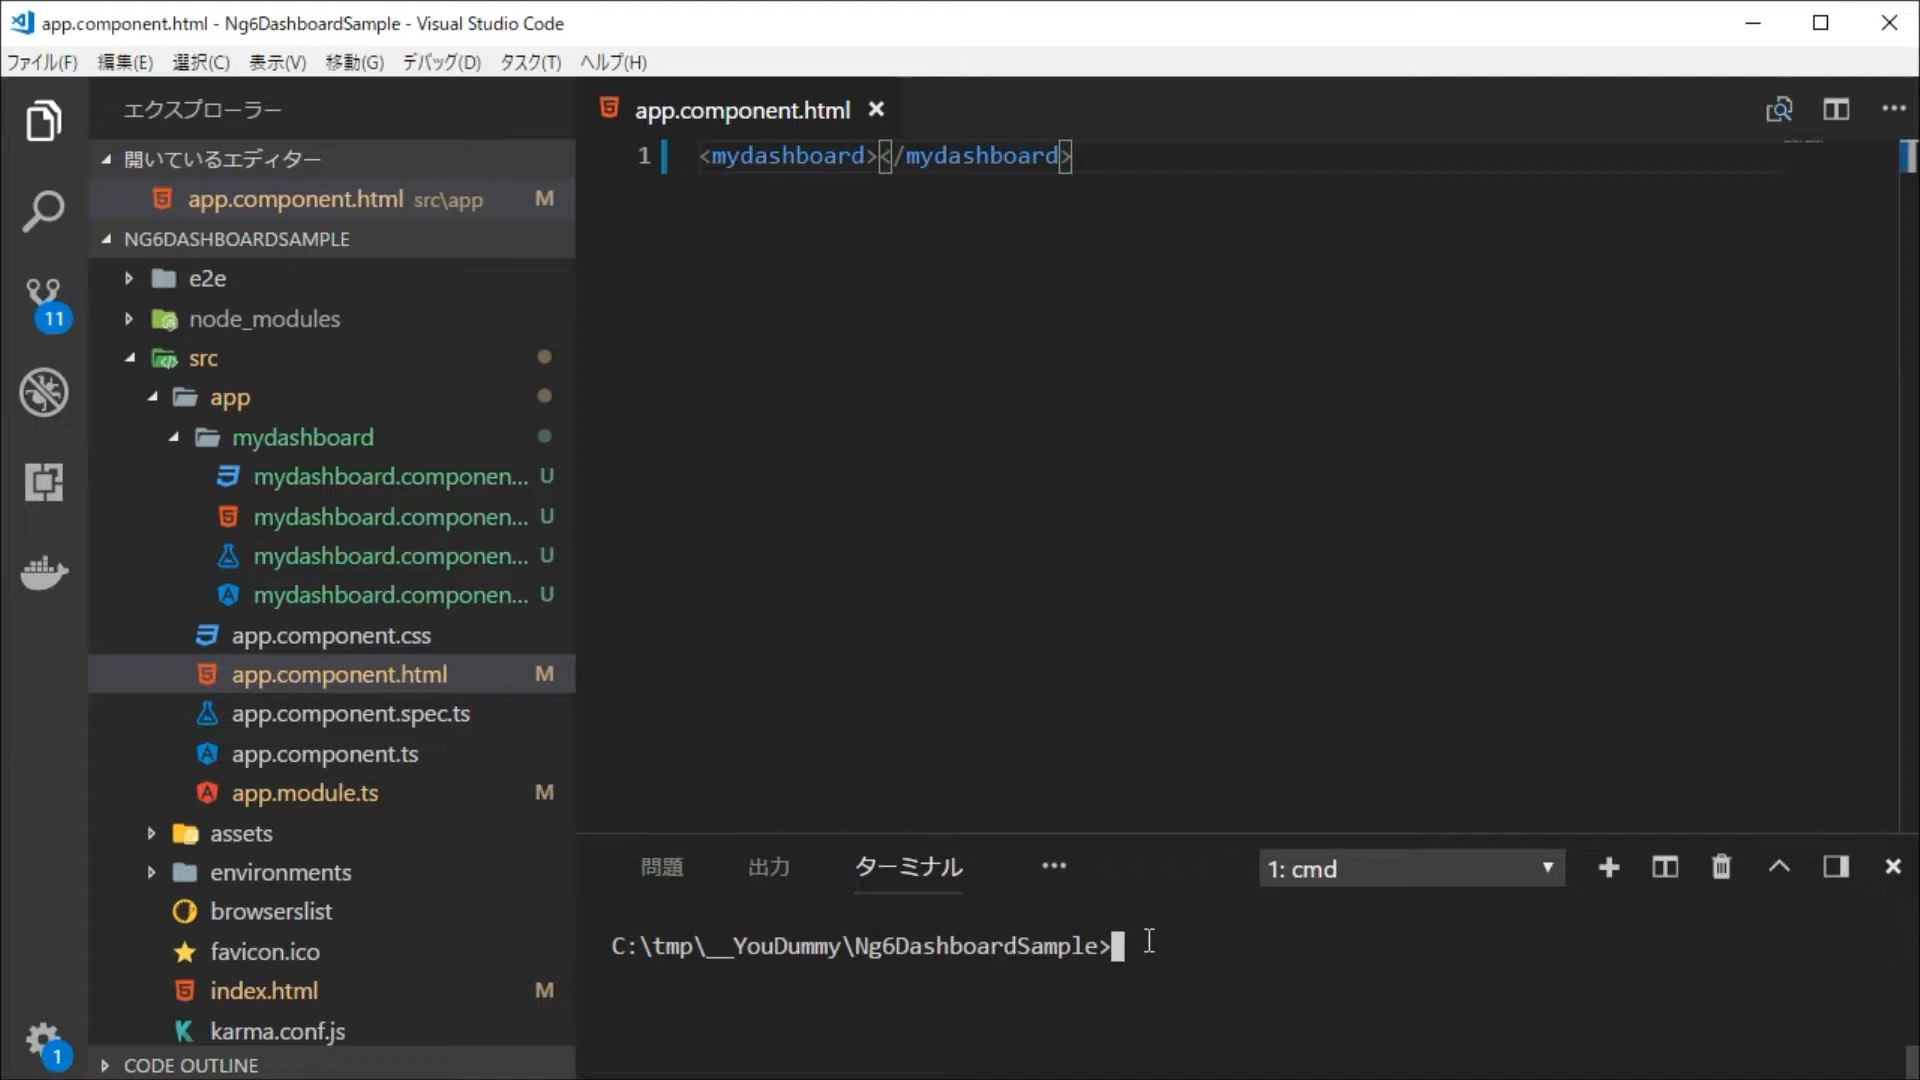 app.component.html - Ng6DashboardSample - Visual Studio Code
ファイル(F) 編集(E) 選択(C) 表示(V) 移動(G) デバッグ(D) タスク(T) ヘルプ(H)
エクスプローラー
開いているエディター
app.component.html src\app M
NG6DASHBOARDSAMPLE
e2e
node_modules
src
app
mydashboard
mydashboard.componen... U
mydashboard.componen... U
mydashboard.componen... U
mydashboard.componen... U
app.component.css
app.component.html M
app.component.spec.ts
app.component.ts
app.module.ts M
assets
environments
browserslist
favicon.ico
index.html M
karma.conf.js
CODE OUTLINE
11
1
app.component.html
1 <mydashboard></mydashboard>
問題 出力 ターミナル ... 1: cmd
C:\tmp\__YouDummy\Ng6DashboardSample>